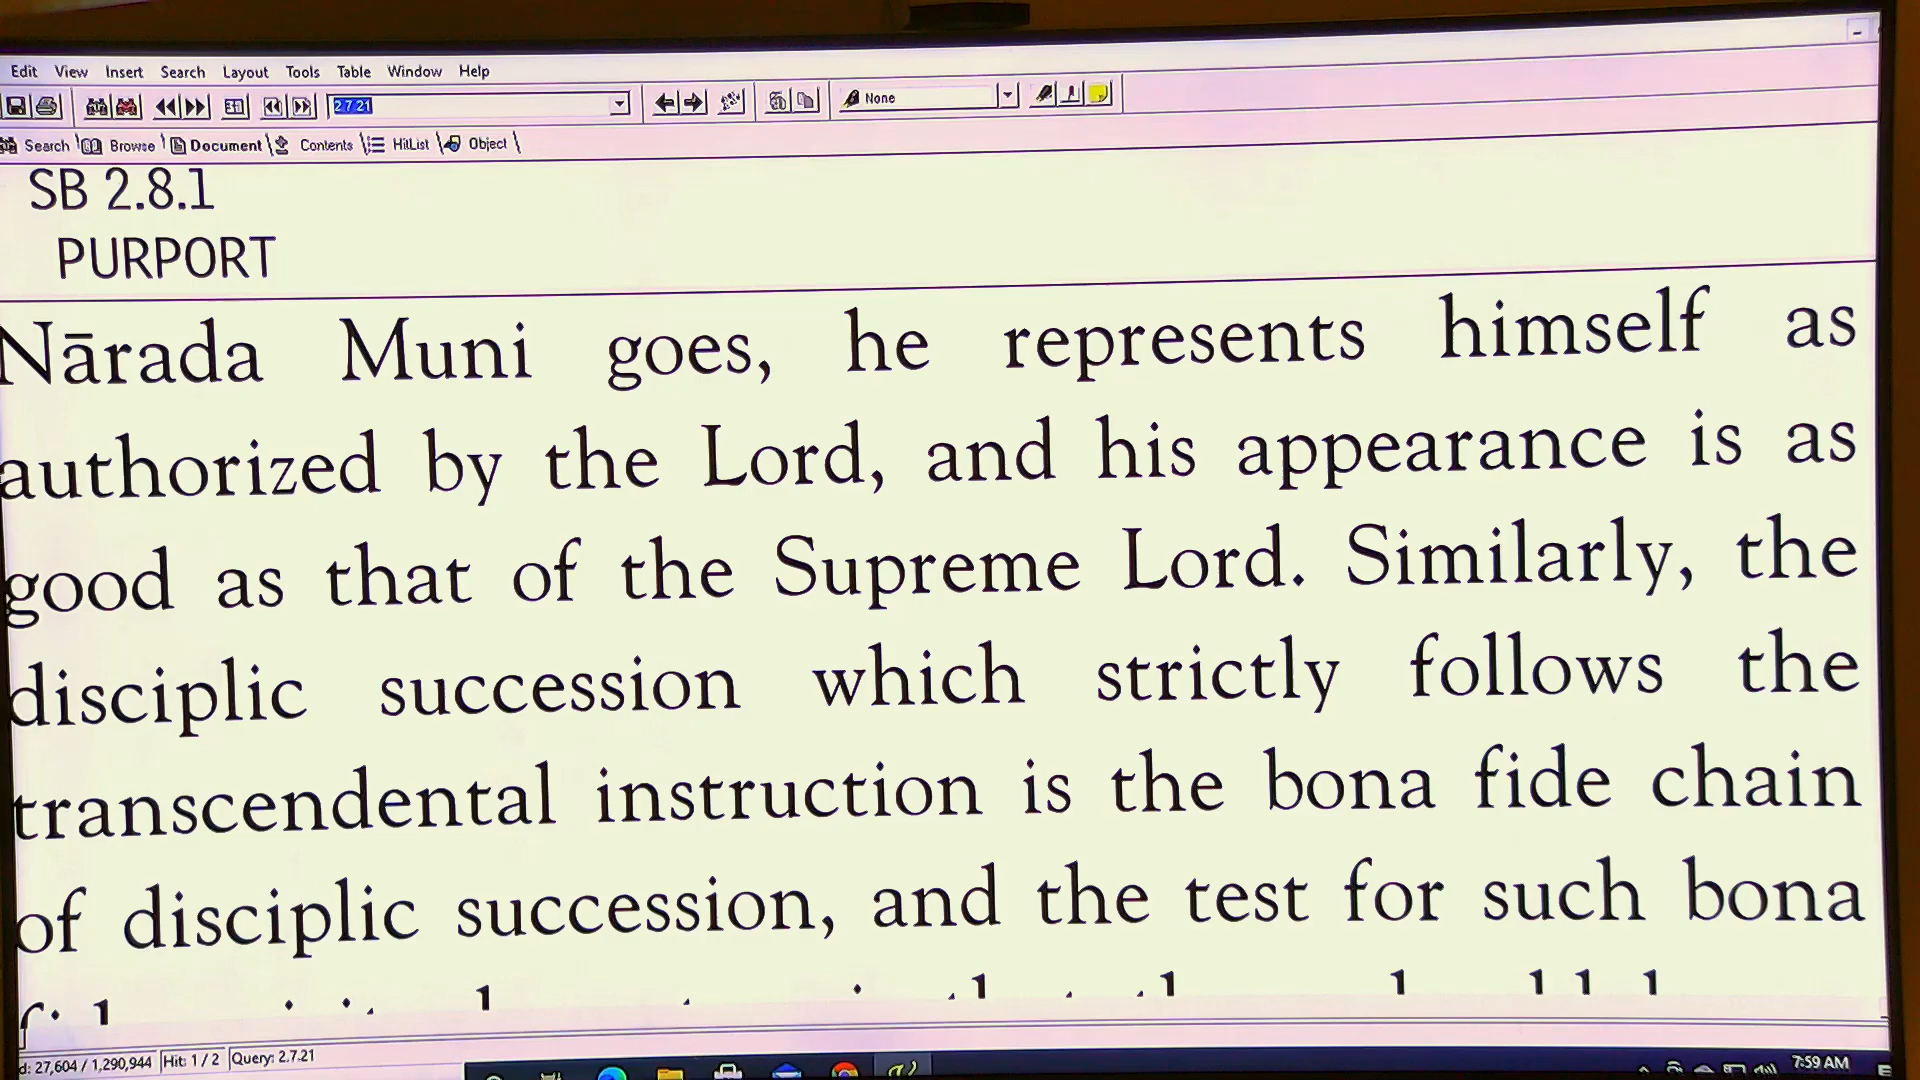 Edit View Insert Search Layout Tools Table Window Help
2.7.21 None
Search Browse Document Contents HitList Object
SB 2.8.1
PURPORT
Nārada Muni goes, he represents himself as
authorized by the Lord, and his appearance is as
good as that of the Supreme Lord. Similarly, the
disciplic succession which strictly follows the
transcendental instruction is the bona fide chain
of disciplic succession, and the test for such bona
d: 27,604 / 1,290,944 Hit: 1 / 2 Query: 2.7.21
7:59 AM